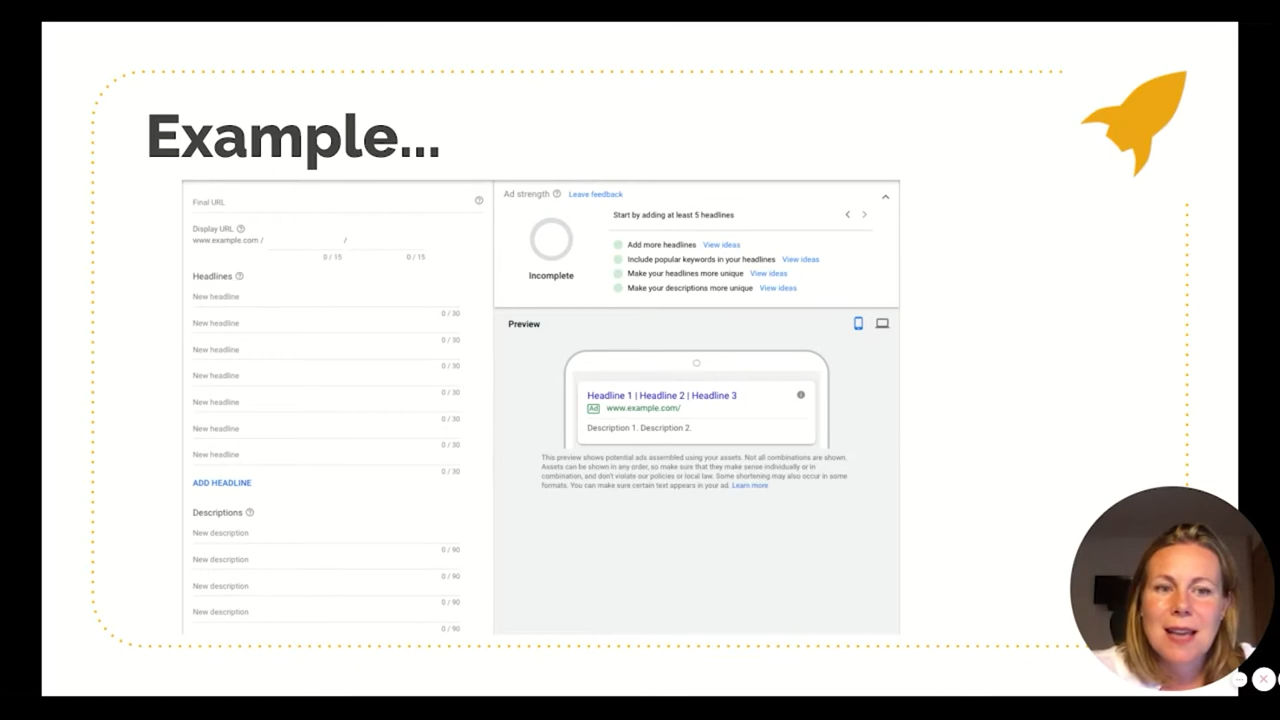 Example...
Final URL
Display URL
www.example.com /
/
0 / 15
0 / 15
Headlines
New headline
0 / 30
New headline
0 / 30
New headline
0 / 30
New headline
0 / 30
New headline
0 / 30
New headline
0 / 30
New headline
0 / 30
ADD HEADLINE
Descriptions
New description
0 / 90
New description
0 / 90
New description
0 / 90
New description
0 / 90
Ad strength Leave feedback
Incomplete
Start by adding at least 5 headlines
Add more headlines View ideas
Include popular keywords in your headlines View ideas
Make your headlines more unique View ideas
Make your descriptions more unique View ideas
Preview
Headline 1 | Headline 2 | Headline 3
Ad www.example.com/
Description 1. Description 2.
This preview shows potential ads assembled using your assets. Not all combinations are shown.
Assets can be shown in any order, so make sure that they make sense individually or in
combination, and don't violate our policies or local law. Some shortening may also occur in some
formats. You can make sure certain text appears in your ad. Learn more